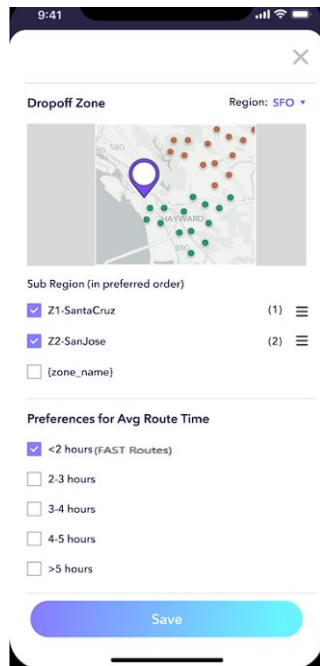 9:41
Dropoff Zone
Region: SFO
580
HAYWARD
880
Sub Region (in preferred order)
Z1-SantaCruz (1)
Z2-SanJose (2)
{zone_name}
Preferences for Avg Route Time
<2 hours (FAST Routes)
2-3 hours
3-4 hours
4-5 hours
>5 hours
Save